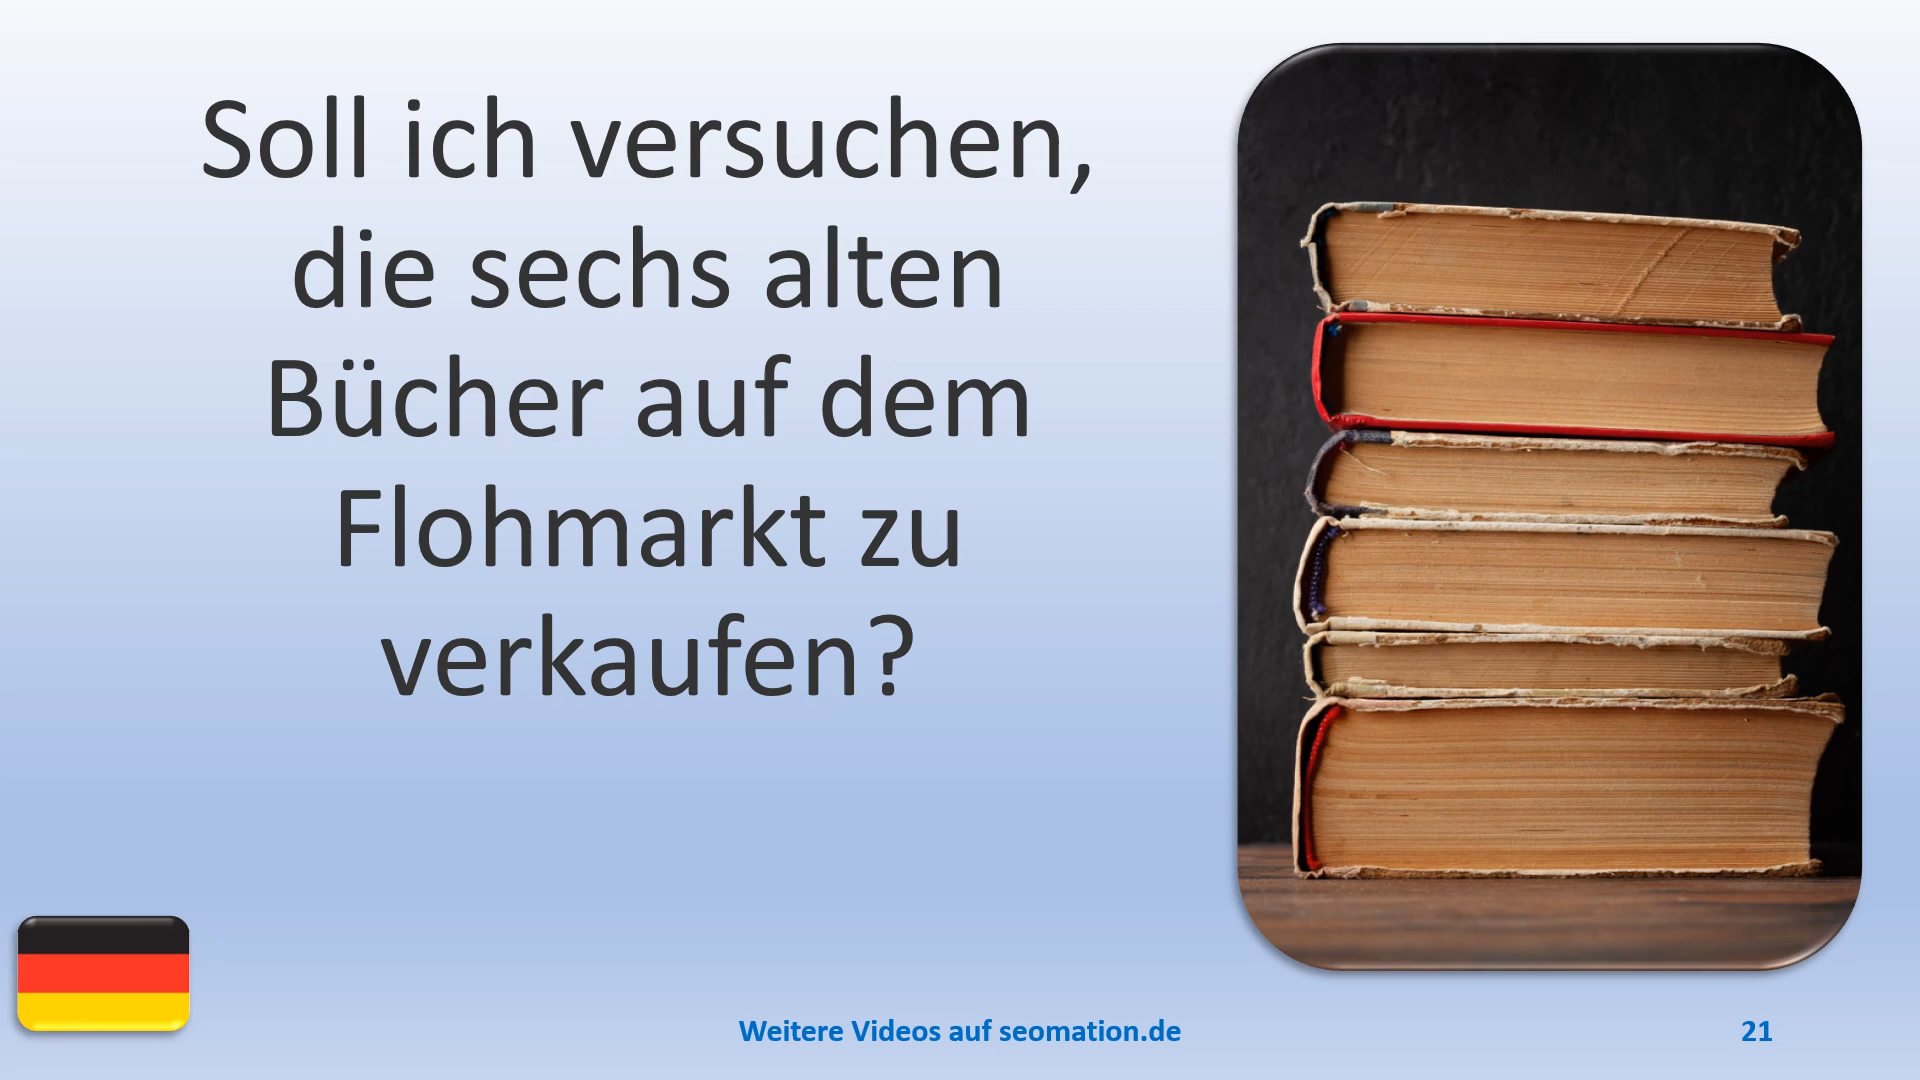 Soll ich versuchen,
die sechs alten
Bücher auf dem
Flohmarkt zu
verkaufen?
Weitere Videos auf seomation.de
21